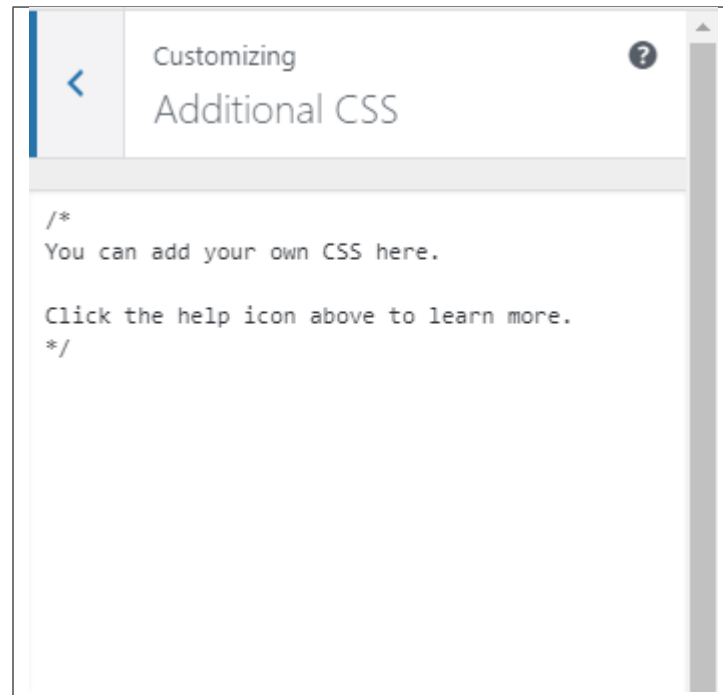 Customizing
Additional CSS
/*
You can add your own CSS here.
Click the help icon above to learn more.
*/